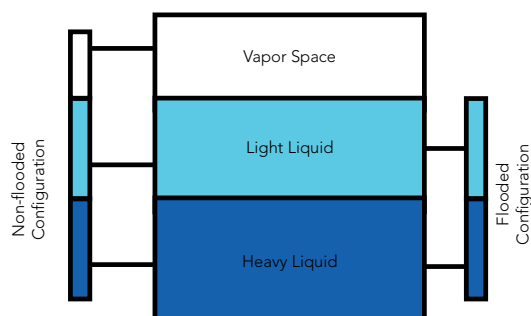 Vapor Space
Light Liquid
Heavy Liquid
Non-flooded
Configuration
Flooded
Configuration